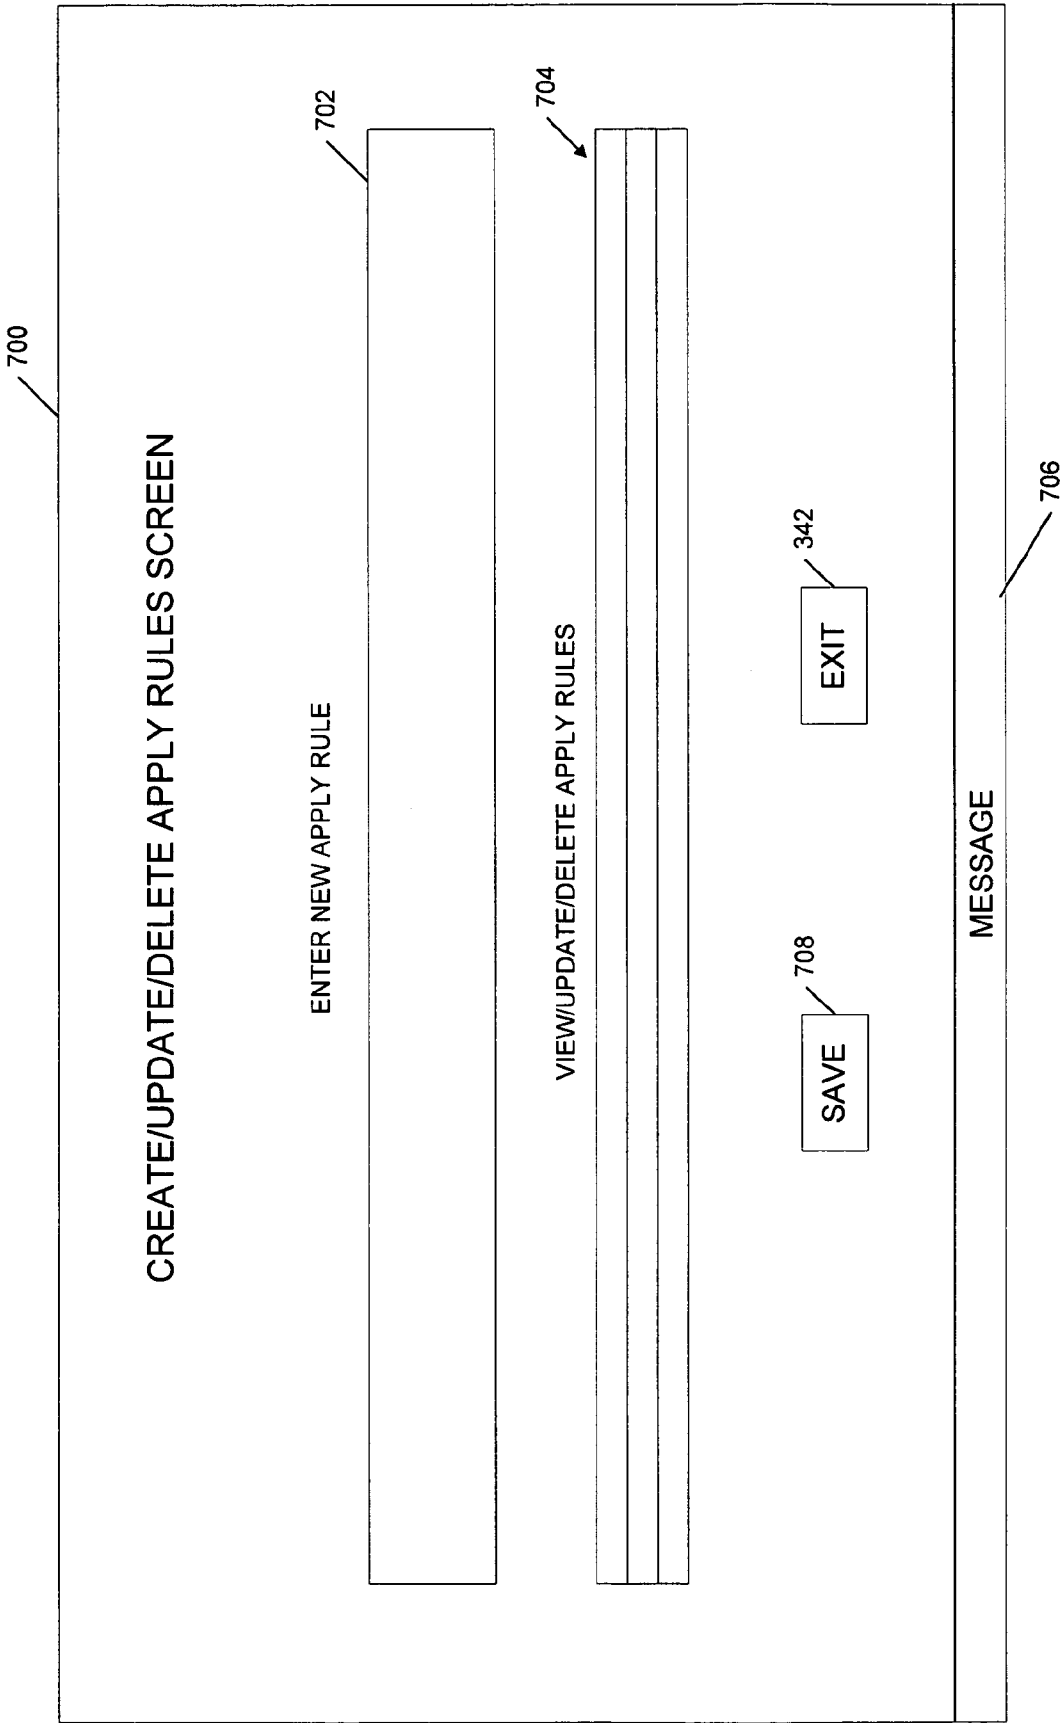 700
CREATE/UPDATE/DELETE APPLY RULES SCREEN
ENTER NEW APPLY RULE
702
VIEW/UPDATE/DELETE APPLY RULES
704
708
342
SAVE
EXIT
MESSAGE
706